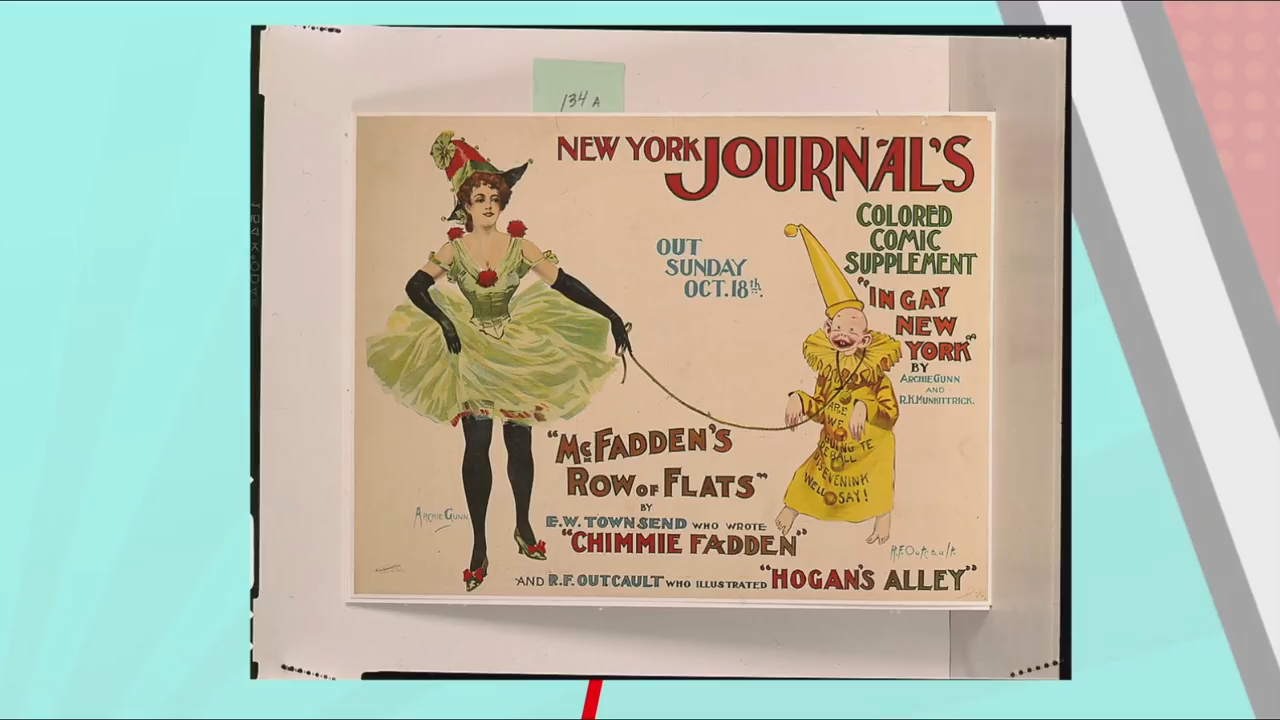 134 A
NEW YORK JOURNAL'S
COLORED
COMIC
SUPPLEMENT
OUT
SUNDAY
OCT. 18th.
"IN GAY
NEW
YORK"
BY
ARCHIE GUNN
AND
R.K. MUNKITTRICK.
ARE
WE
GOING TE
DE BALL
DIS EVENINK
WELL SAY!
"McFADDEN'S
ROW OF FLATS"
BY
E.W. TOWNSEND WHO WROTE
"CHIMMIE FADDEN"
AND R.F. OUTCAULT WHO ILLUSTRATED "HOGAN'S ALLEY"
ARCHIE GUNN
R.F. Outcault